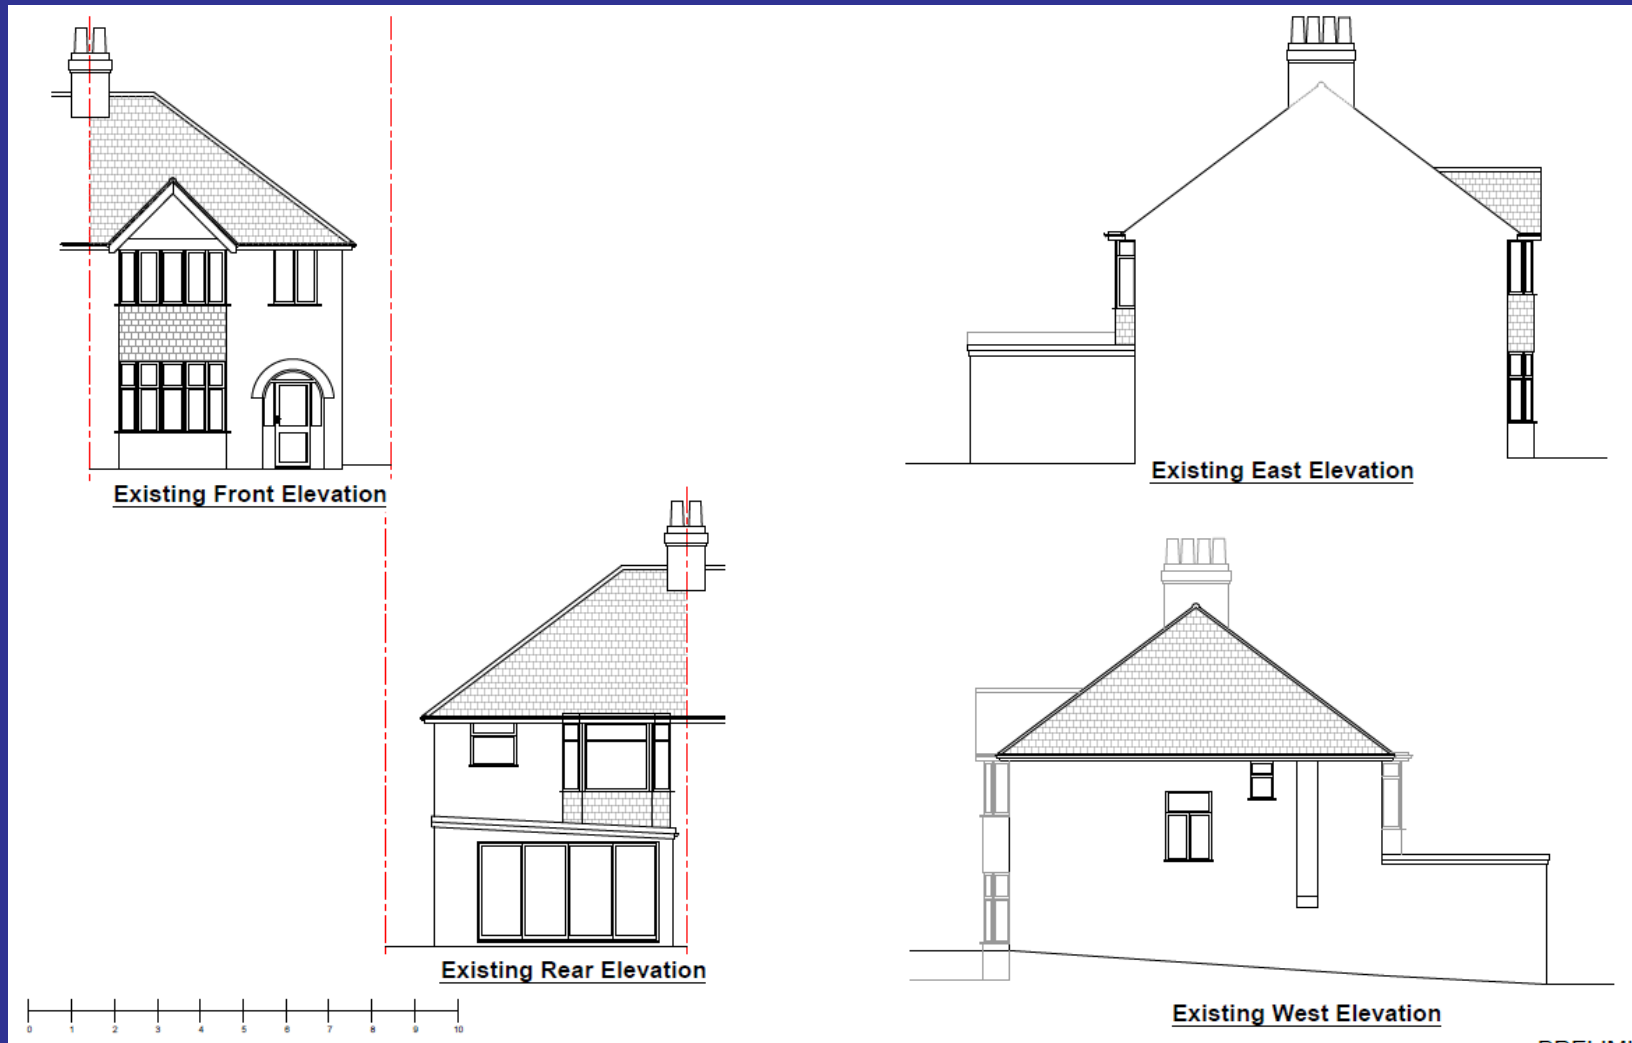 Existing Front Elevation
Existing East Elevation
Existing Rear Elevation
Existing West Elevation
0 1 2 3 4 5 6 7 8 9 10